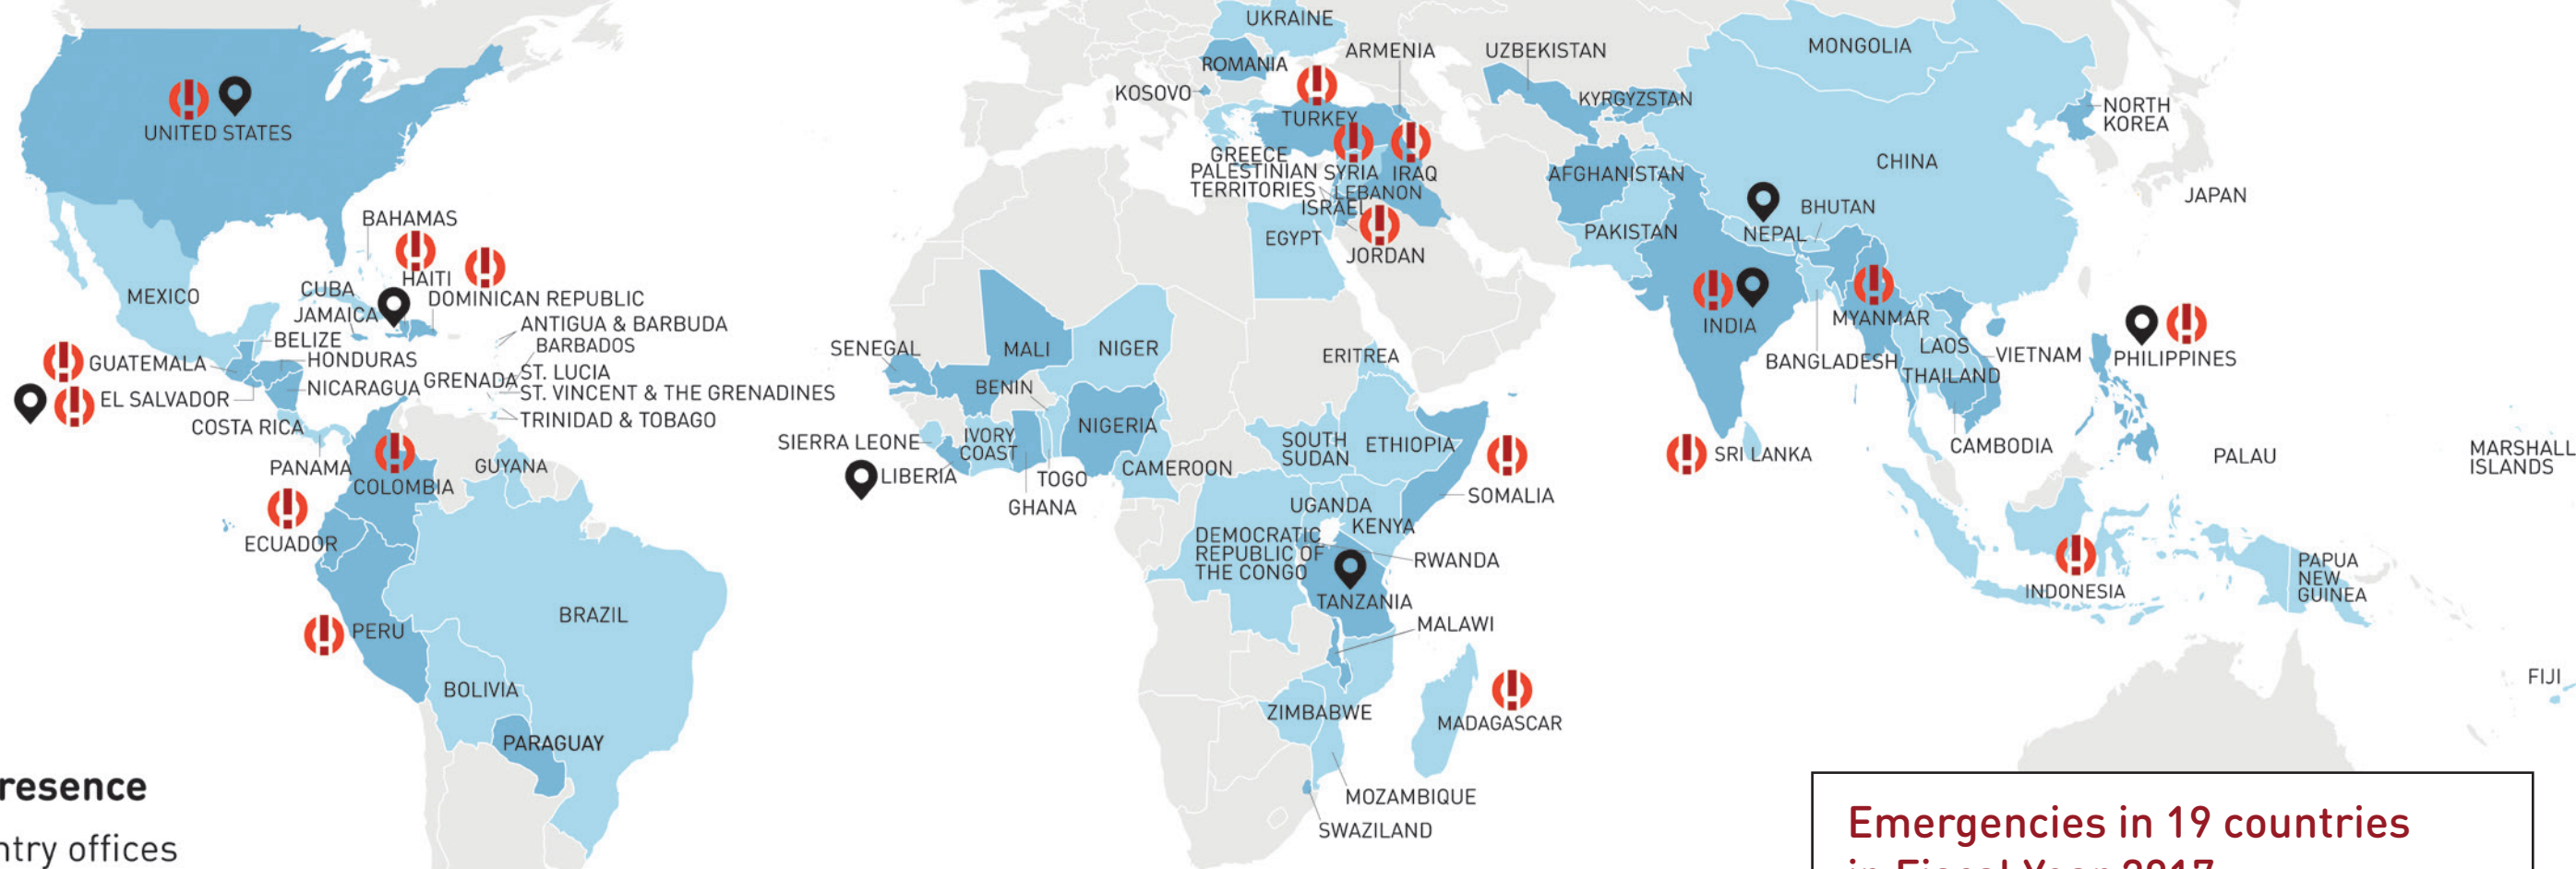 UKRAINE
MONGOLIA
ARMENIA
UZBEKISTAN
ROMANIA
KOSOVO
KYRGYZSTAN
NORTH
KOREA
UNITED STATES
TURKEY
GREECE
PALESTINIAN
TERRITORIES
SYRIA
IRAQ
LEBANON
ISRAEL
AFGHANISTAN
CHINA
JAPAN
BAHAMAS
EGYPT
JORDAN
PAKISTAN
NEPAL
BHUTAN
MEXICO
CUBA
HAITI
DOMINICAN REPUBLIC
JAMAICA
ANTIGUA & BARBUDA
BARBADOS
BELIZE
GUATEMALA
HONDURAS
NICARAGUA
GRENADA
ST. LUCIA
ST. VINCENT & THE GRENADINES
EL SALVADOR
COSTA RICA
TRINIDAD & TOBAGO
PANAMA
GUYANA
COLOMBIA
SENEGAL
MALI
NIGER
ERITREA
BENIN
NIGERIA
SIERRA LEONE
IVORY
COAST
LIBERIA
TOGO
GHANA
CAMEROON
SOUTH
SUDAN
ETHIOPIA
SOMALIA
INDIA
MYANMAR
BANGLADESH
LAOS
THAILAND
VIETNAM
PHILIPPINES
SRI LANKA
CAMBODIA
PALAU
MARSHALL
ISLANDS
ECUADOR
UGANDA
KENYA
DEMOCRATIC
REPUBLIC OF
THE CONGO
RWANDA
TANZANIA
MALAWI
INDONESIA
PAPUA
NEW
GUINEA
PERU
BRAZIL
BOLIVIA
PARAGUAY
ZIMBABWE
MADAGASCAR
FIJI
MOZAMBIQUE
SWAZILAND
resence
ntry offices
Emergencies in 19 countries
in Fiscal Year 2017